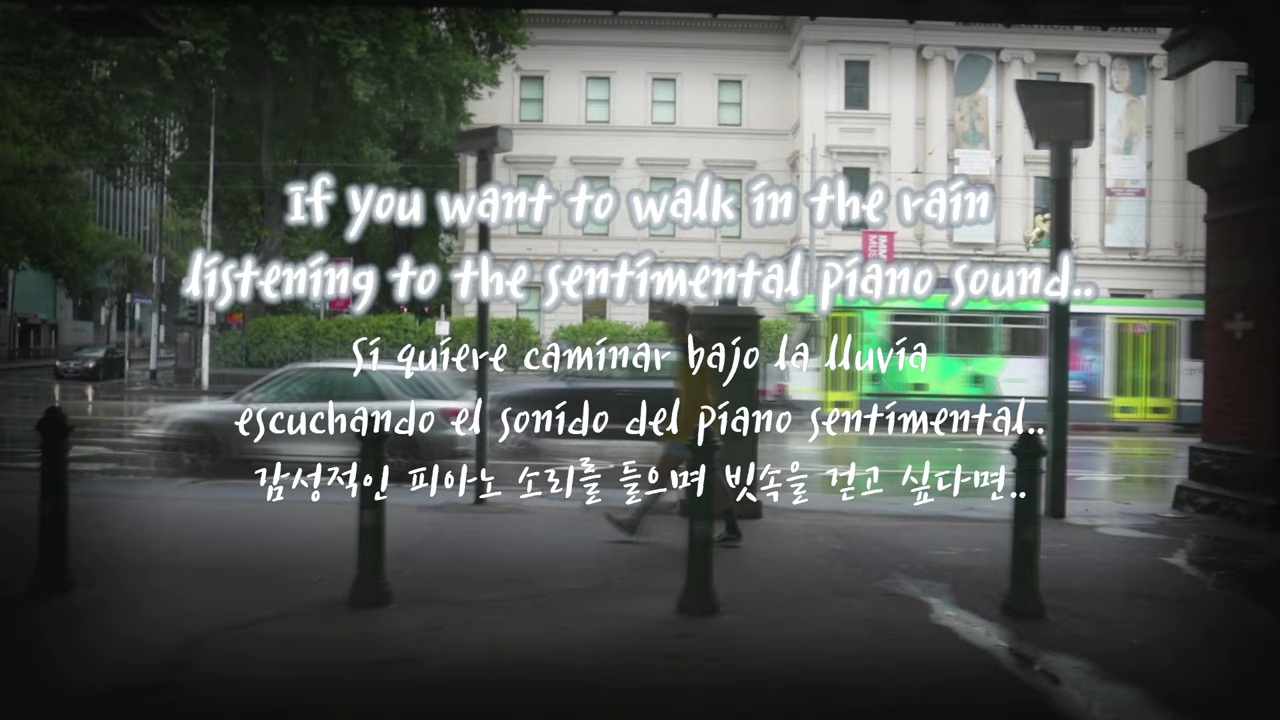 If you want to walk in the rain
listening to the sentimental piano sound..
Si quiere caminar bajo la lluvia
escuchando el sonido del piano sentimental..
감성적인 피아노 소리를 들으며 빗속을 걷고 싶다면..